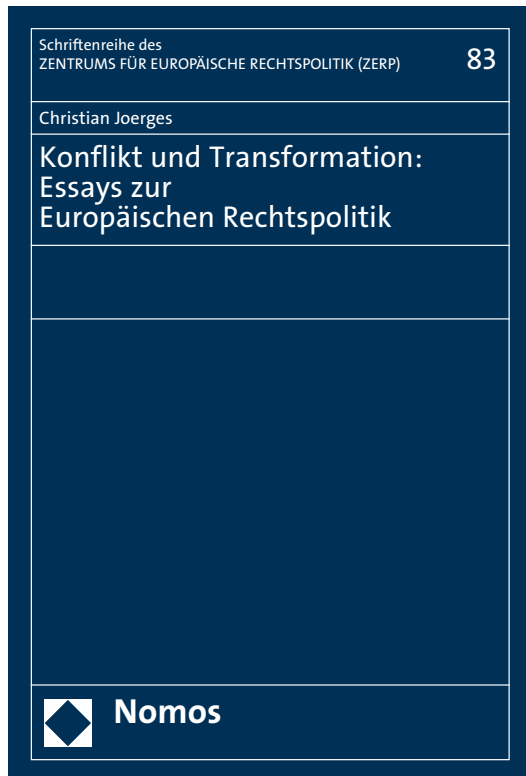 Schriftenreihe des
ZENTRUMS FÜR EUROPÄISCHE RECHTSPOLITIK (ZERP)
83
Christian Joerges
Konflikt und Transformation:
Essays zur
Europäischen Rechtspolitik
Nomos